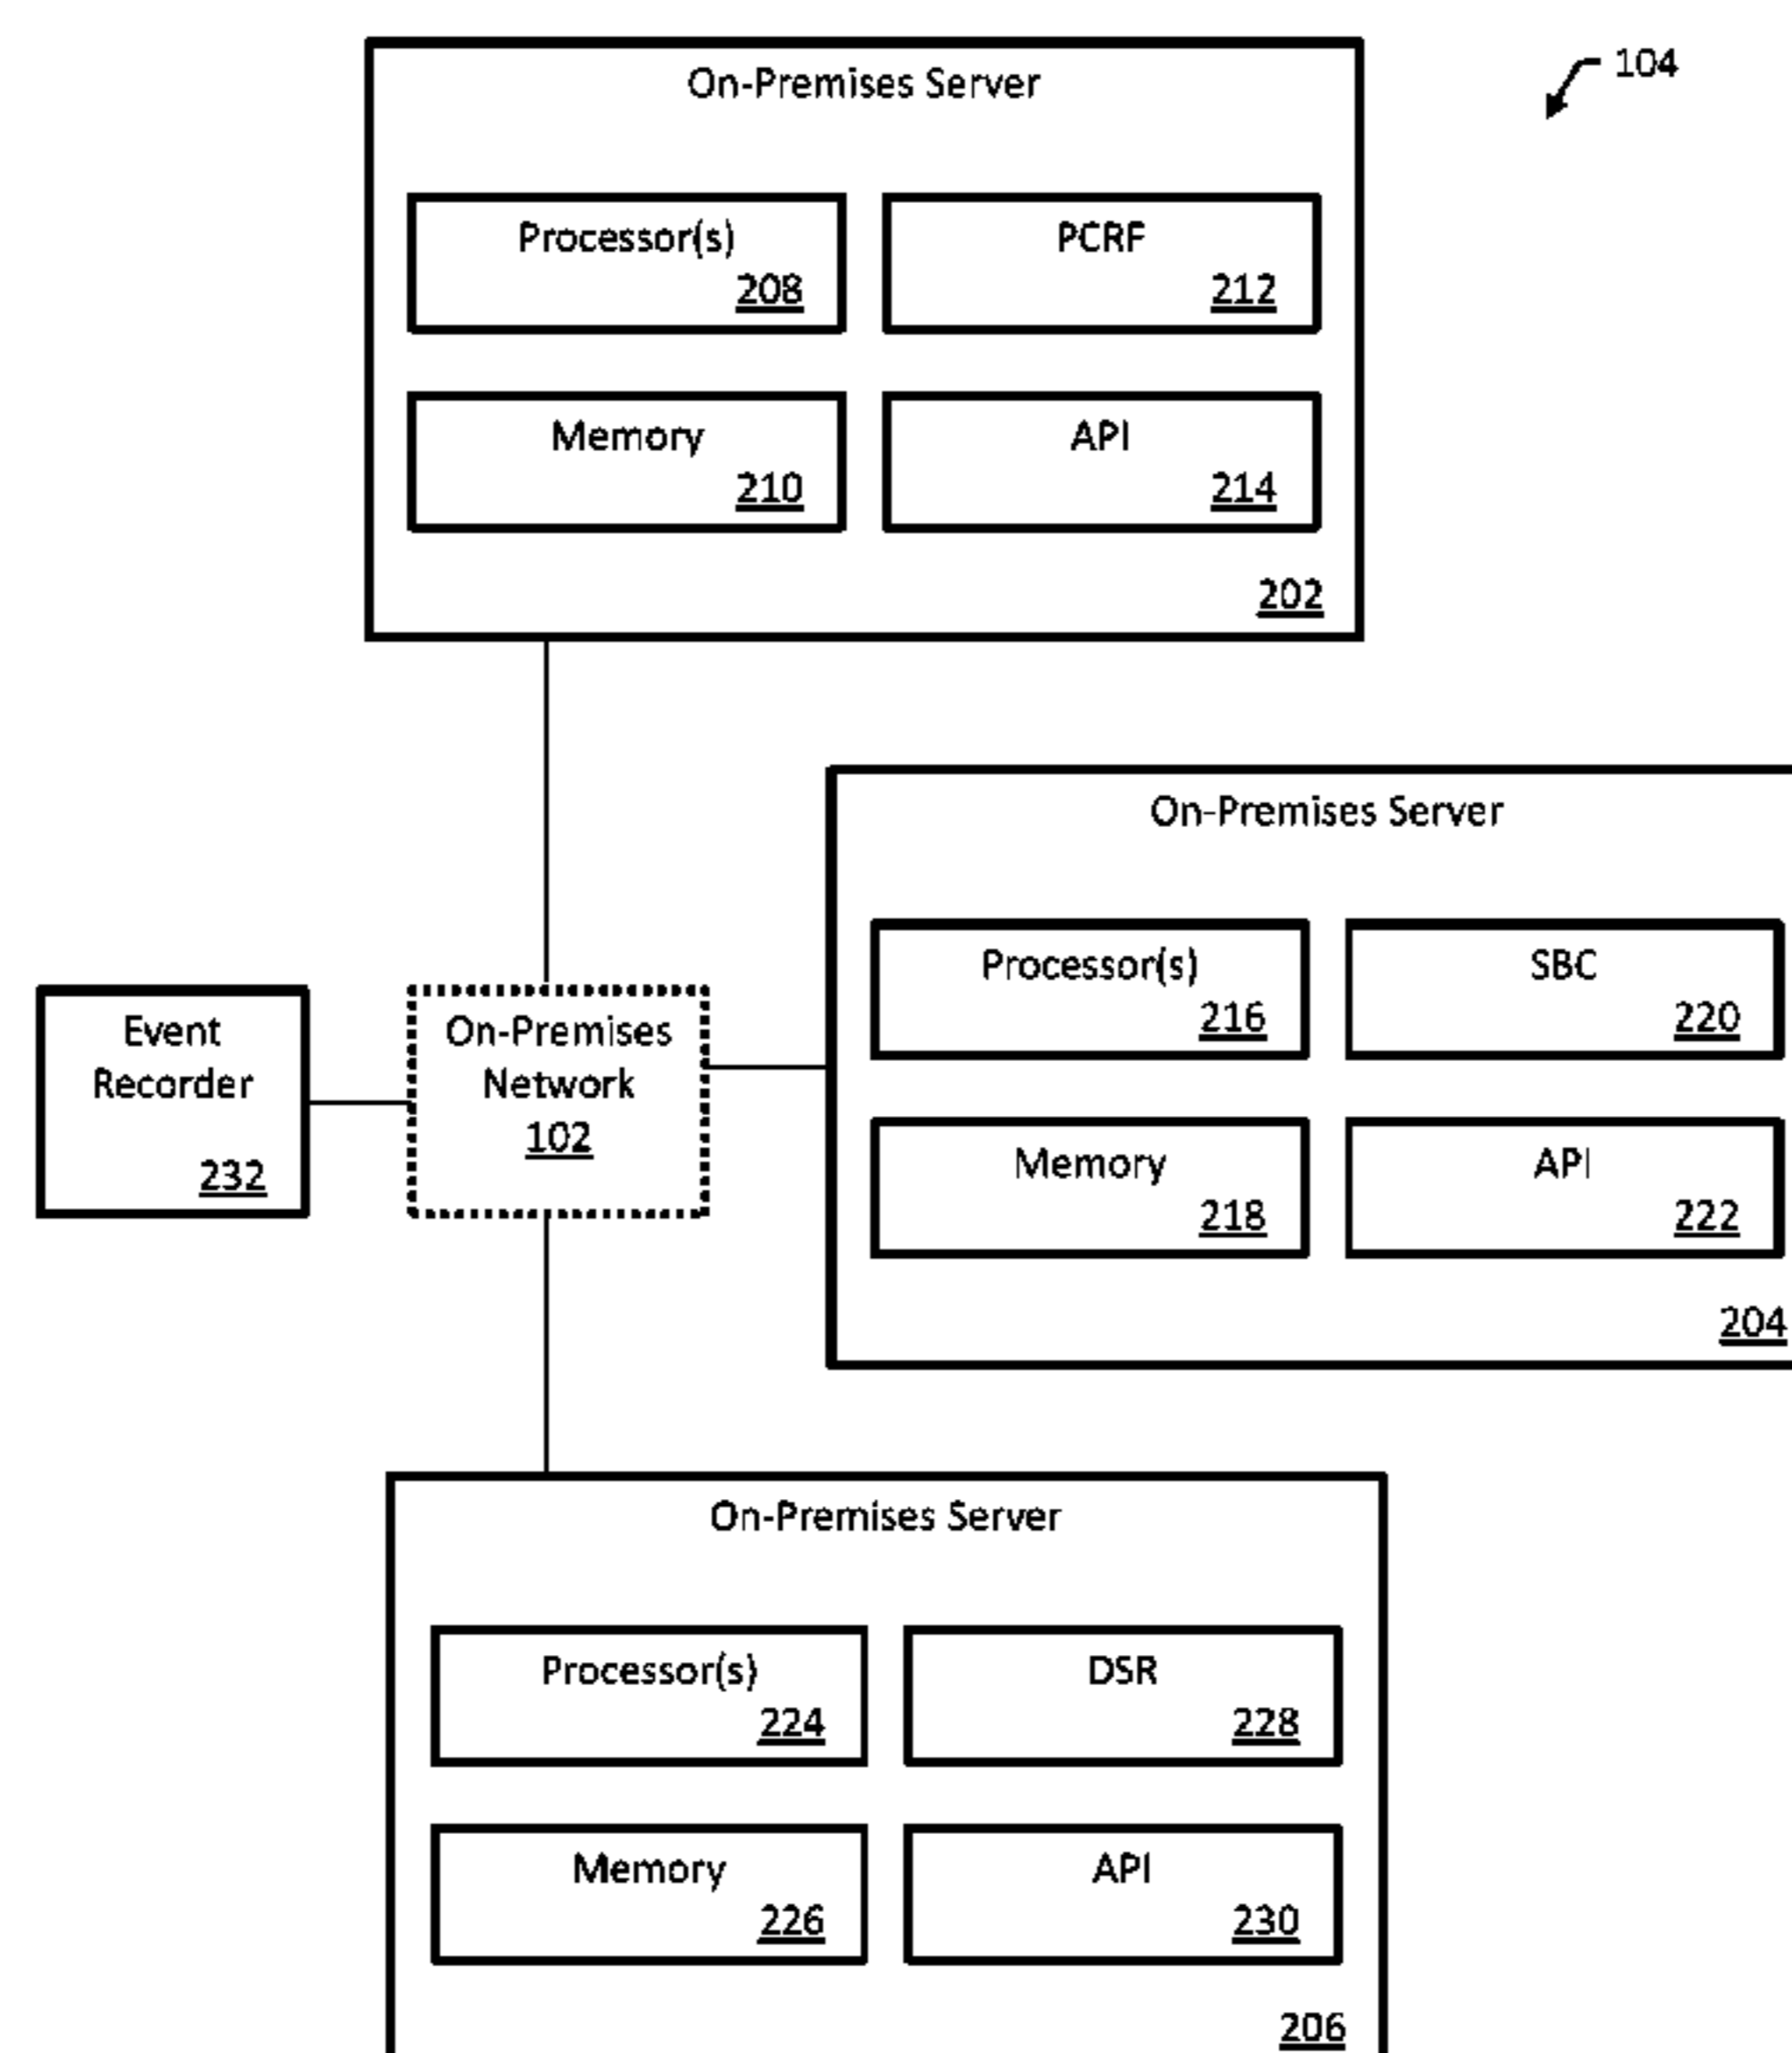 On-Premises Server
104
Processor(s)
208
PCRF
212
Memory
210
API
214
202
On-Premises Server
Processor(s)
216
SBC
220
Memory
218
API
222
204
Event
Recorder
232
On-Premises
Network
102
On-Premises Server
Processor(s)
224
DSR
228
Memory
226
API
230
206